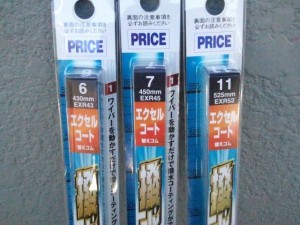 裏面の注意事項を
必ずお読みください
PRICE
6
430mm
EXR43
エクセル
コート
替えゴム
ワイパーを動かすだけで撥水コーティング
裏面の注意事項を
必ずお読みください
PRICE
7
450mm
EXR45
エクセル
コート
替えゴム
ワイパーを動かすだけで撥水コーティングが
裏面の注意事項を
必ずお読みください
PRICE
11
525mm
EXR52
エクセル
コート
替えゴム